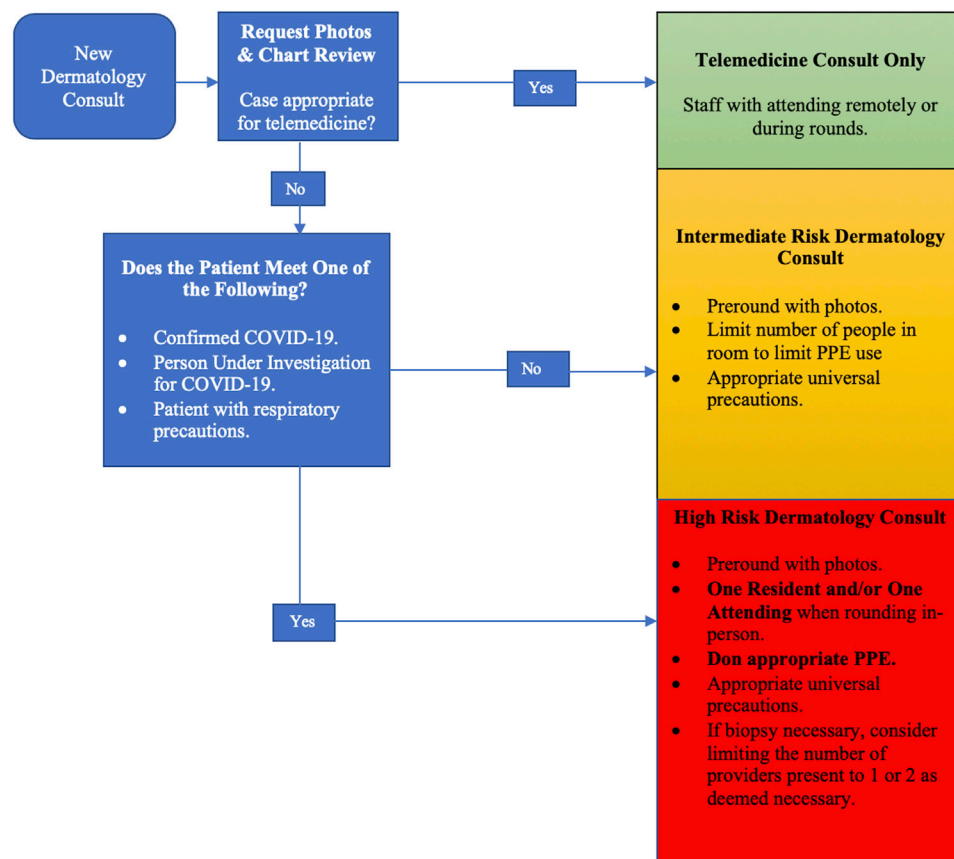 New
Dermatology
Consult
Request Photos
& Chart Review
Case appropriate
for telemedicine?
Yes
Telemedicine Consult Only
Staff with attending remotely or
during rounds.
No
Does the Patient Meet One of
the Following?
• Confirmed COVID-19.
• Person Under Investigation
for COVID-19.
• Patient with respiratory
precautions.
No
Intermediate Risk Dermatology
Consult
• Preround with photos.
• Limit number of people in
room to limit PPE use
• Appropriate universal
precautions.
Yes
High Risk Dermatology Consult
• Preround with photos.
• One Resident and/or One
Attending when rounding in-
person.
• Don appropriate PPE.
• Appropriate universal
precautions.
• If biopsy necessary, consider
limiting the number of
providers present to 1 or 2 as
deemed necessary.